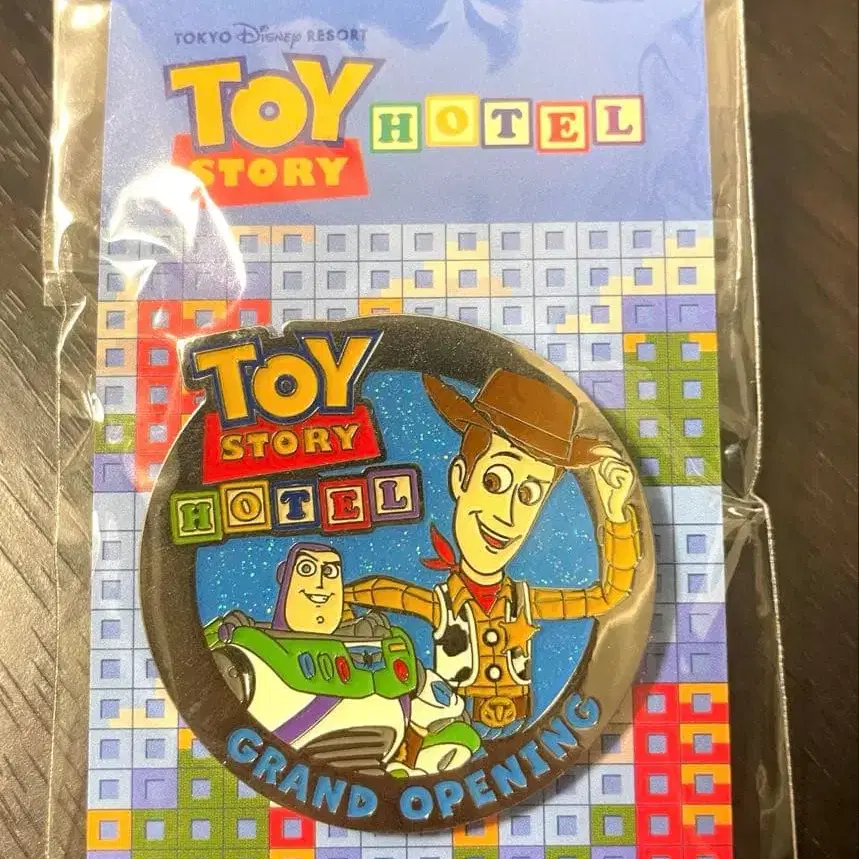 TOKYO Disney RESORT
TOY
STORY
HOTEL
TOY
STORY
HOTEL
GRAND OPENING